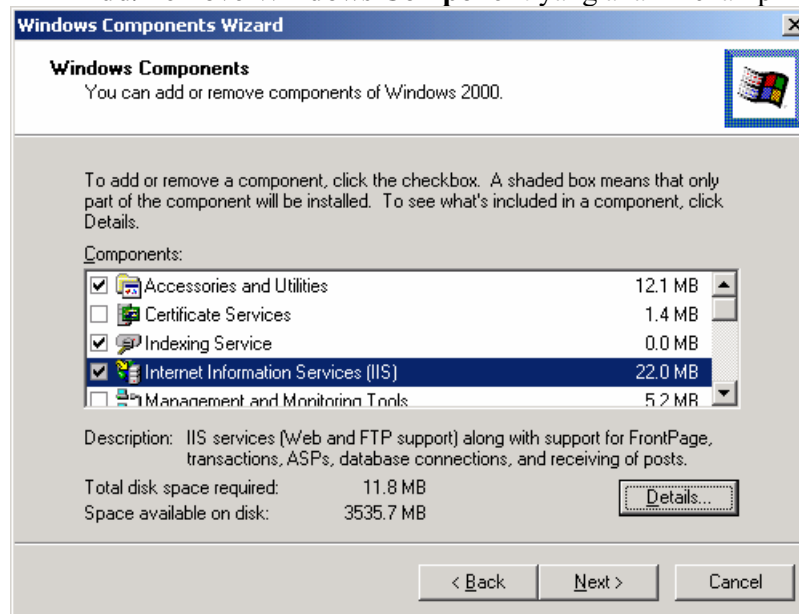 yang
Windows Components Wizard
Windows Components
You can add or remove components of Windows 2000.
To add or remove a component, click the checkbox. A shaded box means that only
part of the component will be installed. To see what's included in a component, click
Details.
Components:
Accessories and Utilities 12.1 MB
Certificate Services 1.4 MB
Indexing Service 0.0 MB
Internet Information Services (IIS) 22.0 MB
Management and Monitoring Tools 5.2 MB
Description: IIS services (Web and FTP support) along with support for FrontPage,
transactions, ASPs, database connections, and receiving of posts.
Total disk space required: 11.8 MB
Space available on disk: 3535.7 MB
Details...
< Back Next > Cancel